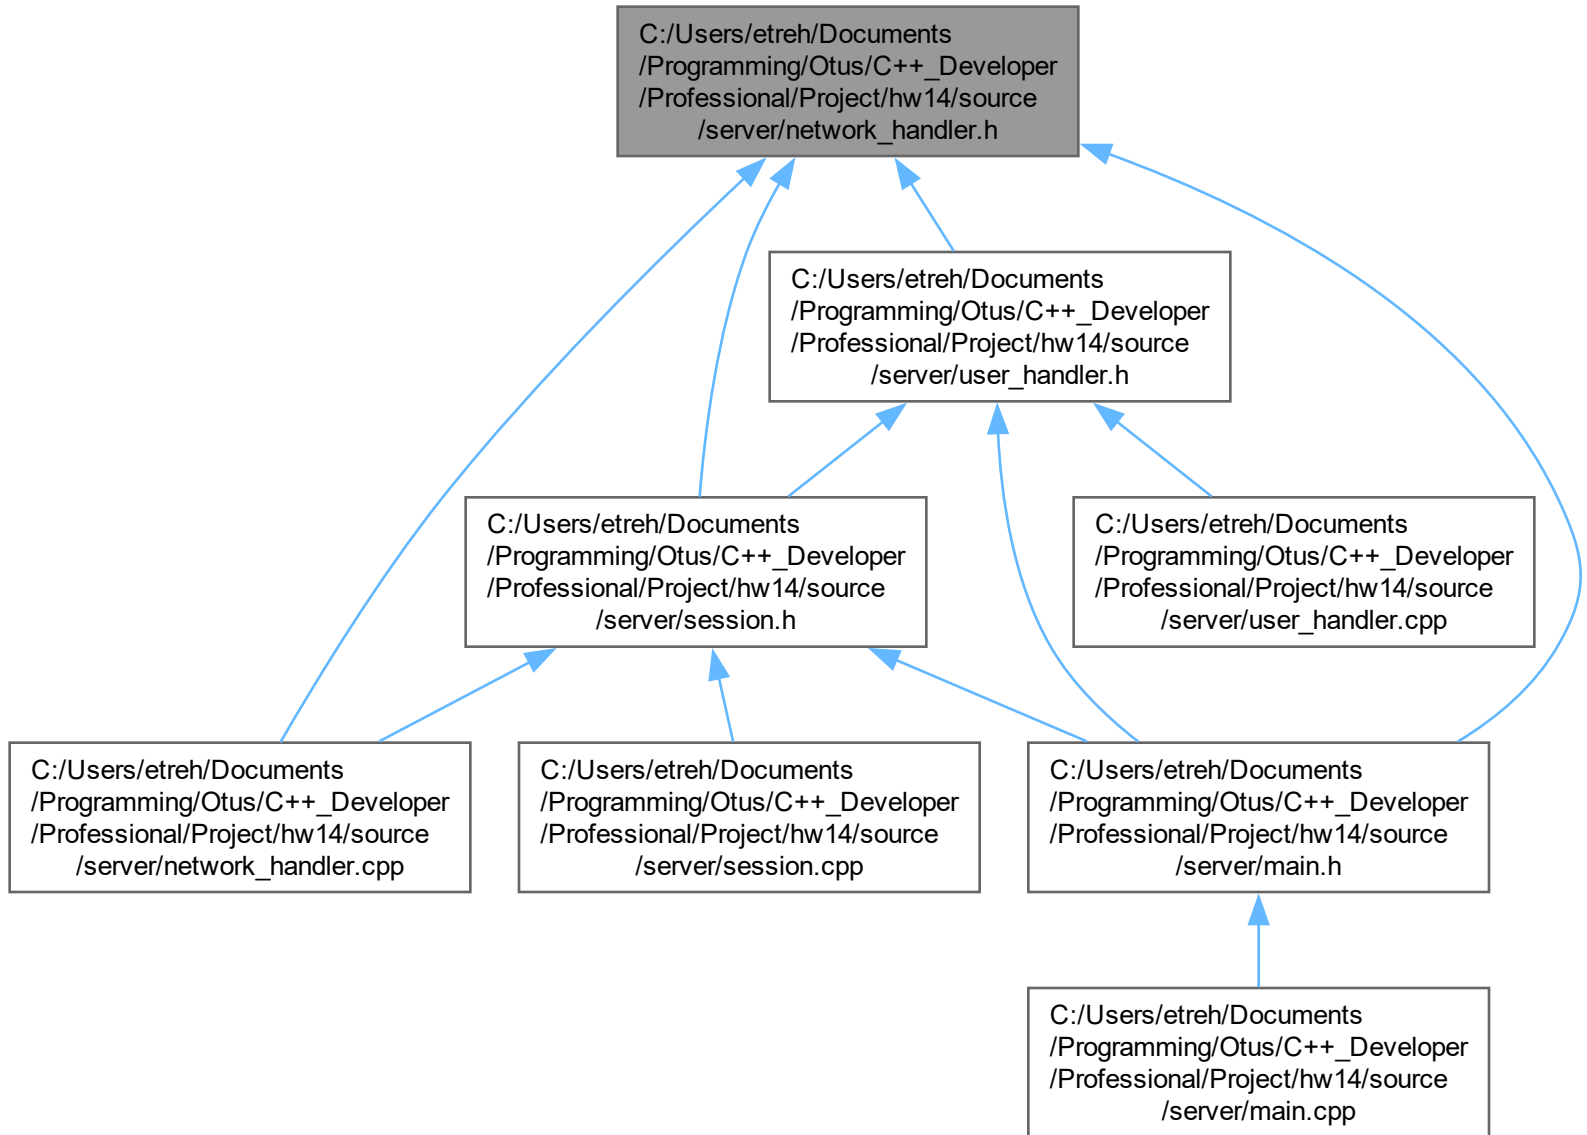 C:/Users/etreh/Documents
/Programming/Otus/C++_Developer
/Professional/Project/hw14/source
/server/network_handler.h
C:/Users/etreh/Documents
/Programming/Otus/C++_Developer
/Professional/Project/hw14/source
/server/user_handler.h
C:/Users/etreh/Documents
/Programming/Otus/C++_Developer
/Professional/Project/hw14/source
/server/session.h
C:/Users/etreh/Documents
/Programming/Otus/C++_Developer
/Professional/Project/hw14/source
/server/user_handler.cpp
C:/Users/etreh/Documents
/Programming/Otus/C++_Developer
/Professional/Project/hw14/source
/server/network_handler.cpp
C:/Users/etreh/Documents
/Programming/Otus/C++_Developer
/Professional/Project/hw14/source
/server/session.cpp
C:/Users/etreh/Documents
/Programming/Otus/C++_Developer
/Professional/Project/hw14/source
/server/main.h
C:/Users/etreh/Documents
/Programming/Otus/C++_Developer
/Professional/Project/hw14/source
/server/main.cpp